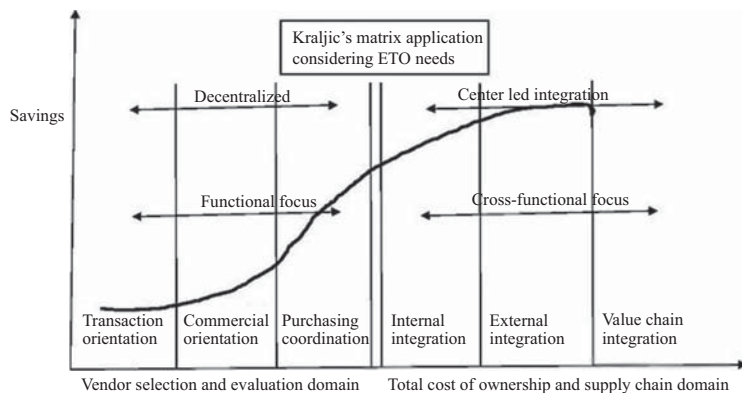 Kraljic's matrix application
considering ETO needs
Decentralized
Center led integration
Savings
Functional focus
Cross-functional focus
Transaction
orientation
Commercial
orientation
Purchasing
coordination
Internal
integration
External
integration
Value chain
integration
Vendor selection and evaluation domain
Total cost of ownership and supply chain domain